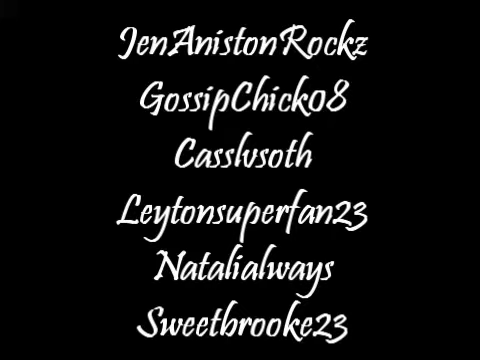 JenAnistonRockz
GossipChick08
Casslvsoth
Leytonsuperfan23
Natalialways
Sweetbrooke23